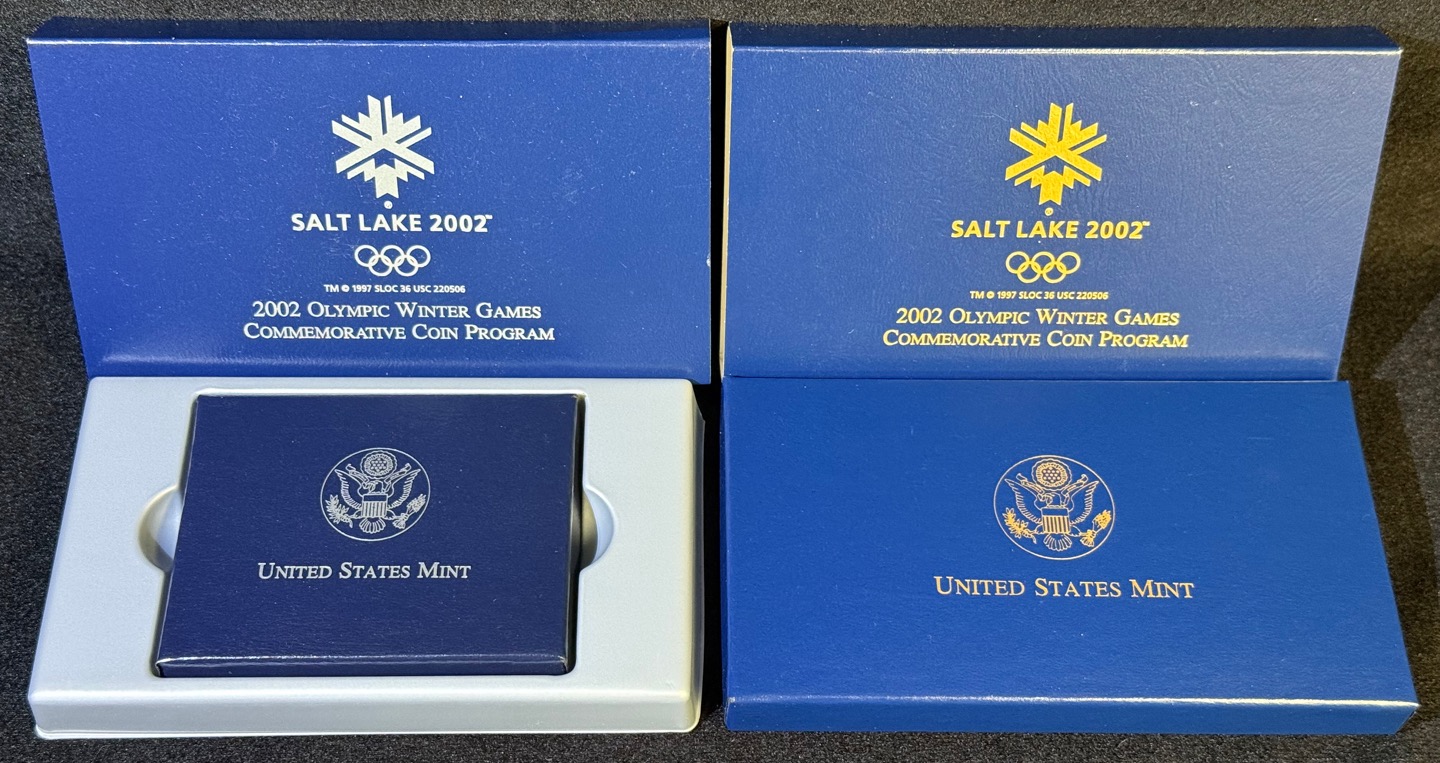 ®
SALT LAKE 2002™
TM © 1997 SLOC 36 USC 220506
2002 OLYMPIC WINTER GAMES
COMMEMORATIVE COIN PROGRAM
UNITED STATES MINT
®
SALT LAKE 2002™
TM © 1997 SLOC 36 USC 220506
2002 OLYMPIC WINTER GAMES
COMMEMORATIVE COIN PROGRAM
UNITED STATES MINT